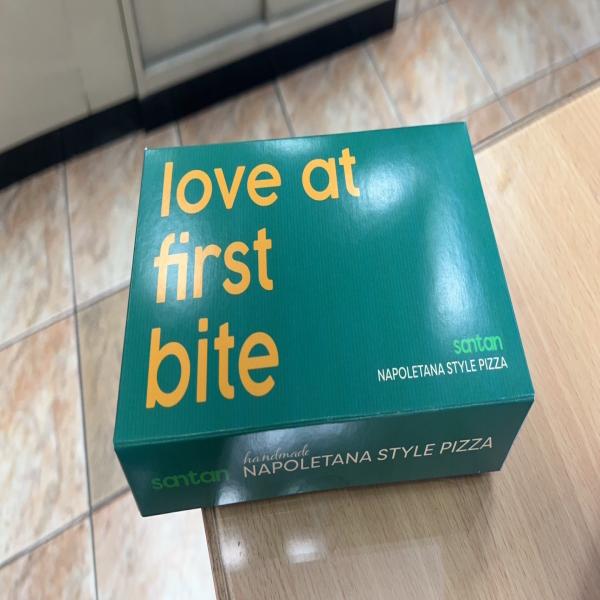 love at
first
bite
santan
NAPOLETANA STYLE PIZZA
handmade
santan NAPOLETANA STYLE PIZZA